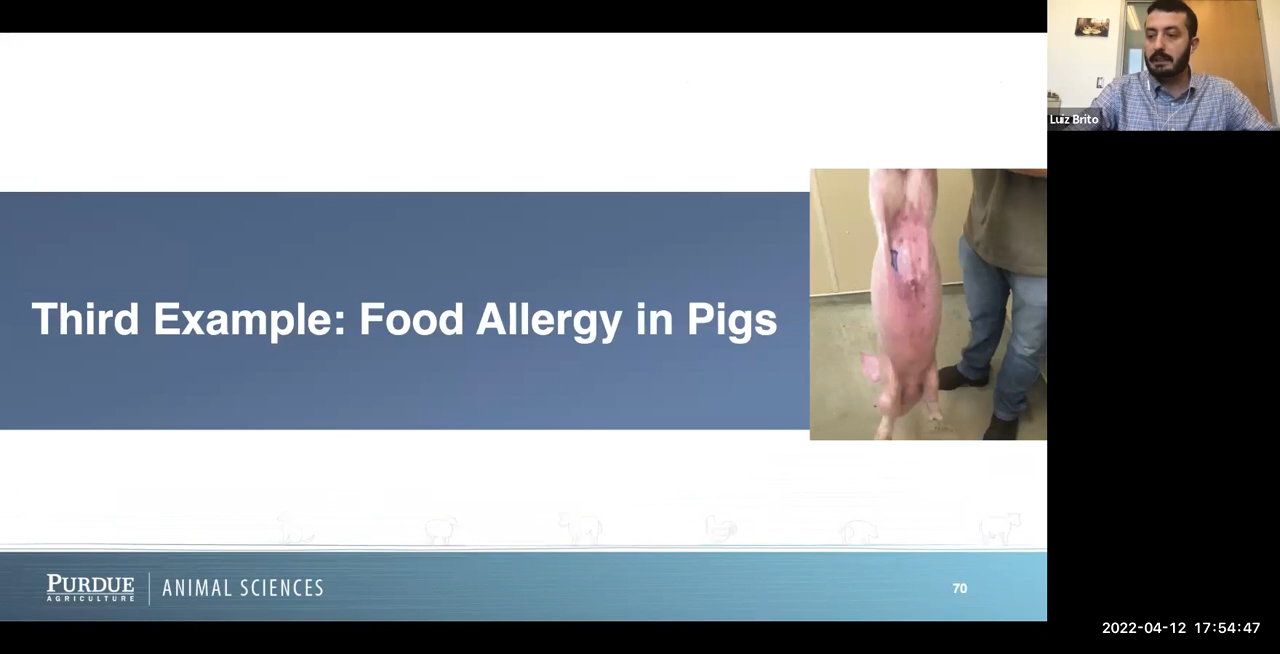 Luiz Brito
Third Example: Food Allergy in Pigs
PURDUE
AGRICULTURE
ANIMAL SCIENCES
70
2022-04-12 17:54:47